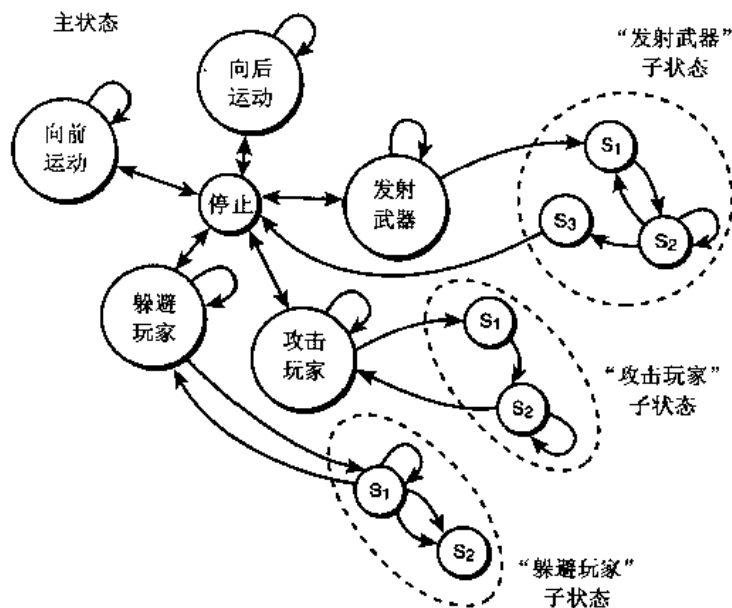 主状态
“发射武器”
子状态
向后
运动
向前
运动
停止
发射
武器
S1
S3
S2
躲避
玩家
攻击
玩家
S1
S2
“攻击玩家”
子状态
S1
S2
“躲避玩家”
子状态